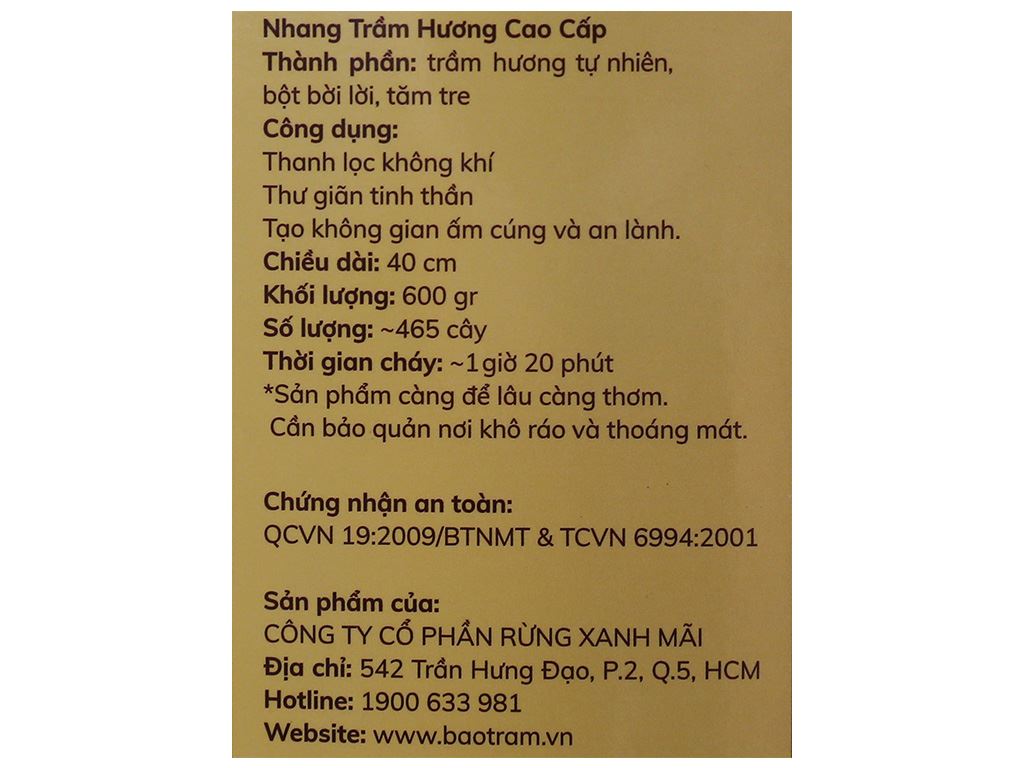 Nhang Trầm Hương Cao Cấp
Thành phần: trầm hương tự nhiên,
bột bời lời, tăm tre
Công dụng:
Thanh lọc không khí
Thư giãn tinh thần
Tạo không gian ấm cúng và an lành.
Chiều dài: 40 cm
Khối lượng: 600 gr
Số lượng: ~465 cây
Thời gian cháy: ~1 giờ 20 phút
*Sản phẩm càng để lâu càng thơm.
Cần bảo quản nơi khô ráo và thoáng mát.
Chứng nhận an toàn:
QCVN 19:2009/BTNMT & TCVN 6994:2001
Sản phẩm của:
CÔNG TY CỔ PHẦN RỪNG XANH MÃI
Địa chỉ: 542 Trần Hưng Đạo, P.2, Q.5, HCM
Hotline: 1900 633 981
Website: www.baotram.vn